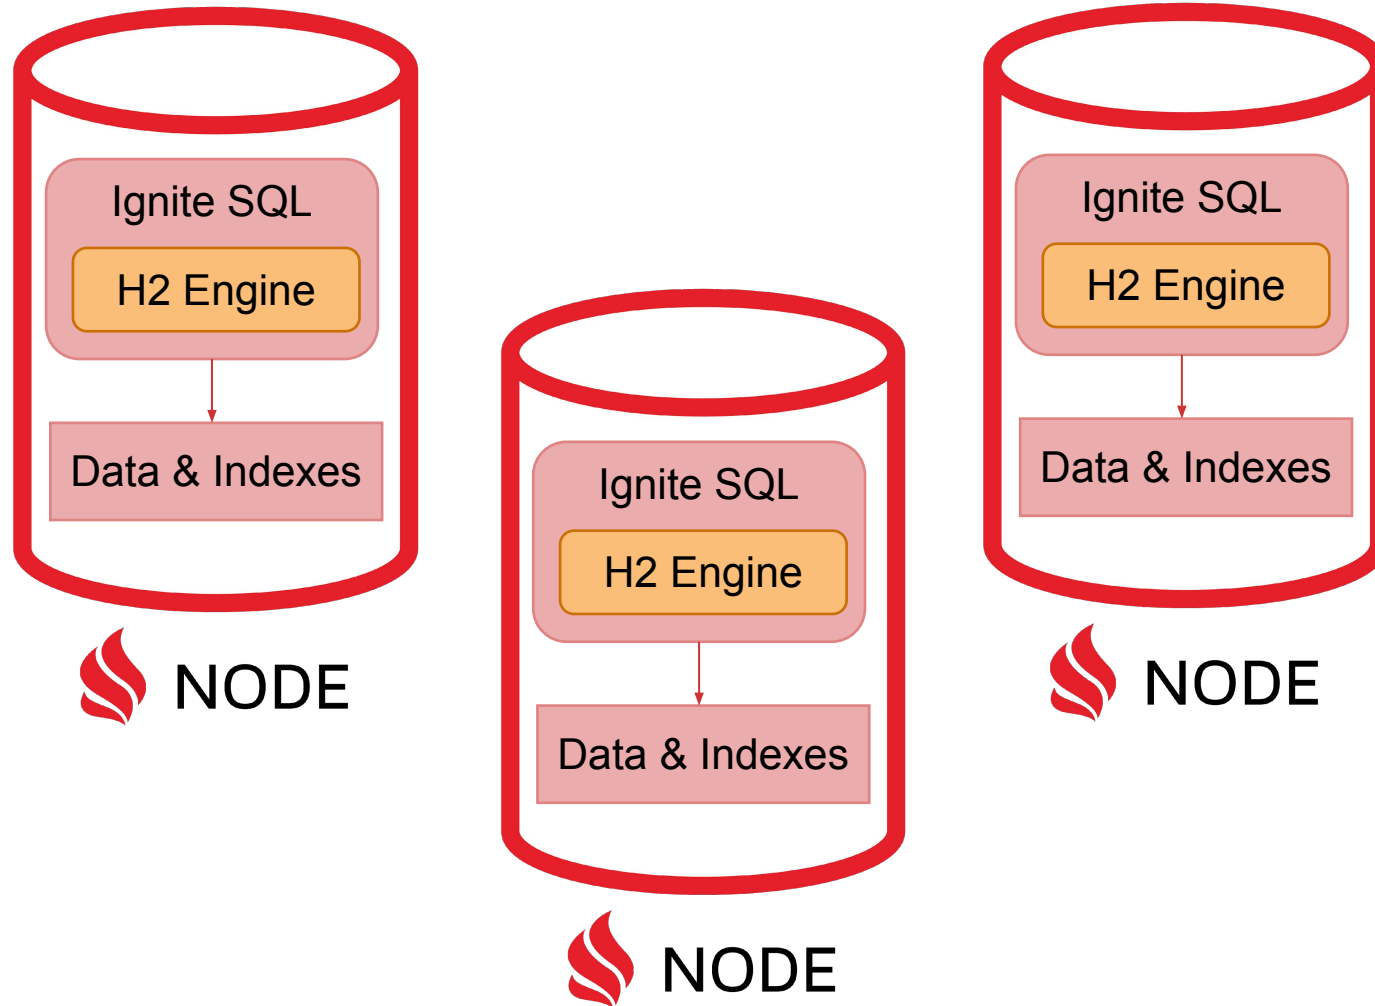 Ignite SQL
H2 Engine
Data & Indexes
NODE
Ignite SQL
H2 Engine
Data & Indexes
NODE
Ignite SQL
H2 Engine
Data & Indexes
NODE